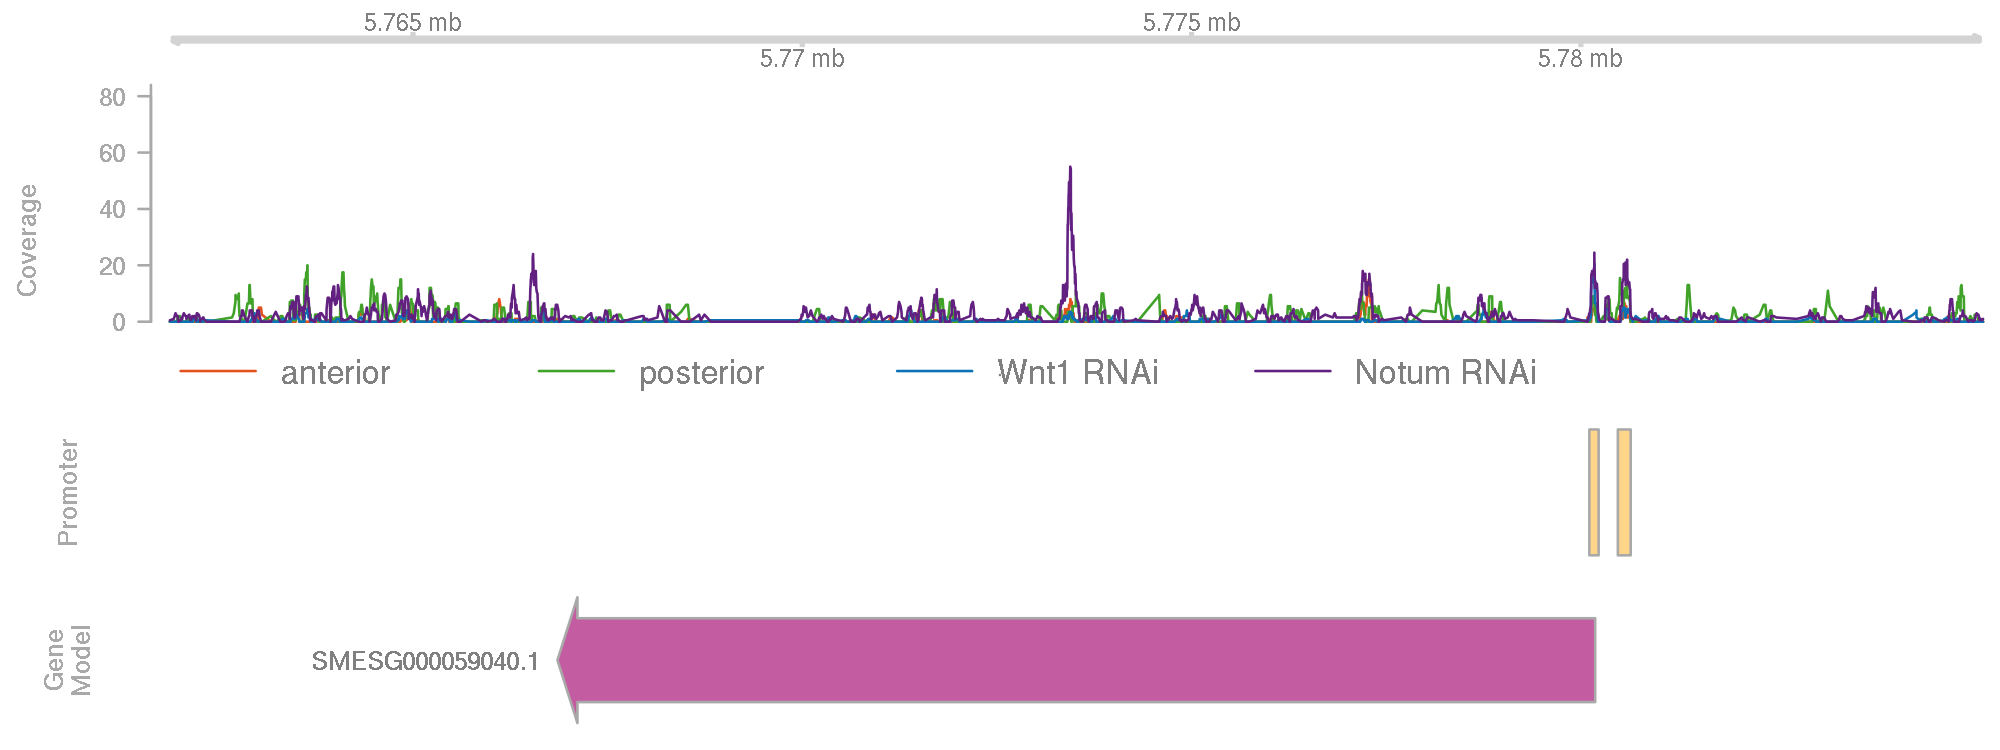 5.765 mb
5.775 mb
5.77 mb
5.78 mb
Coverage
80
60
40
20
0
anterior posterior Wnt1 RNAi Notum RNAi
Promoter
Gene
Model
SMESG000059040.1